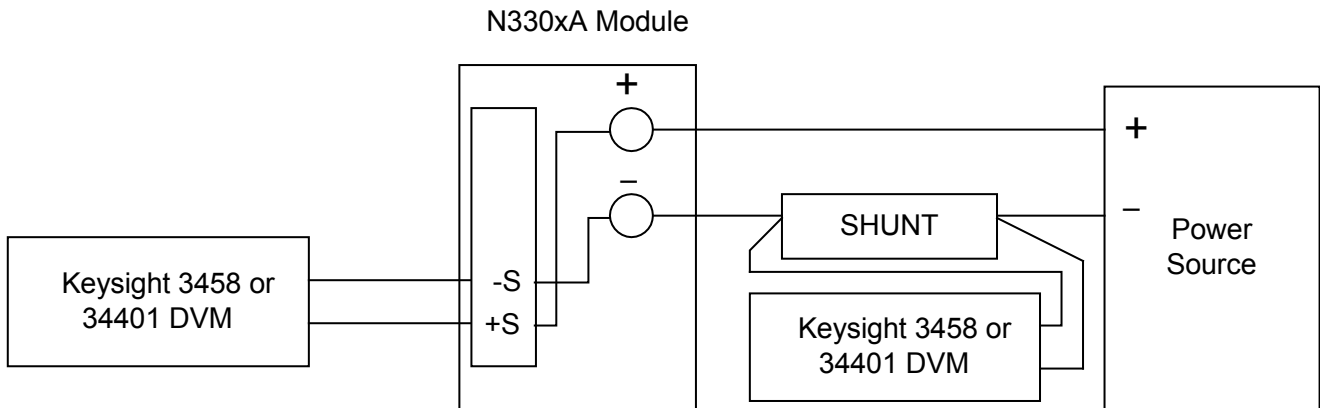 N330xA Module
+
–
+
–
SHUNT
Power
Source
Keysight 3458 or
34401 DVM
-S
+S
Keysight 3458 or
34401 DVM